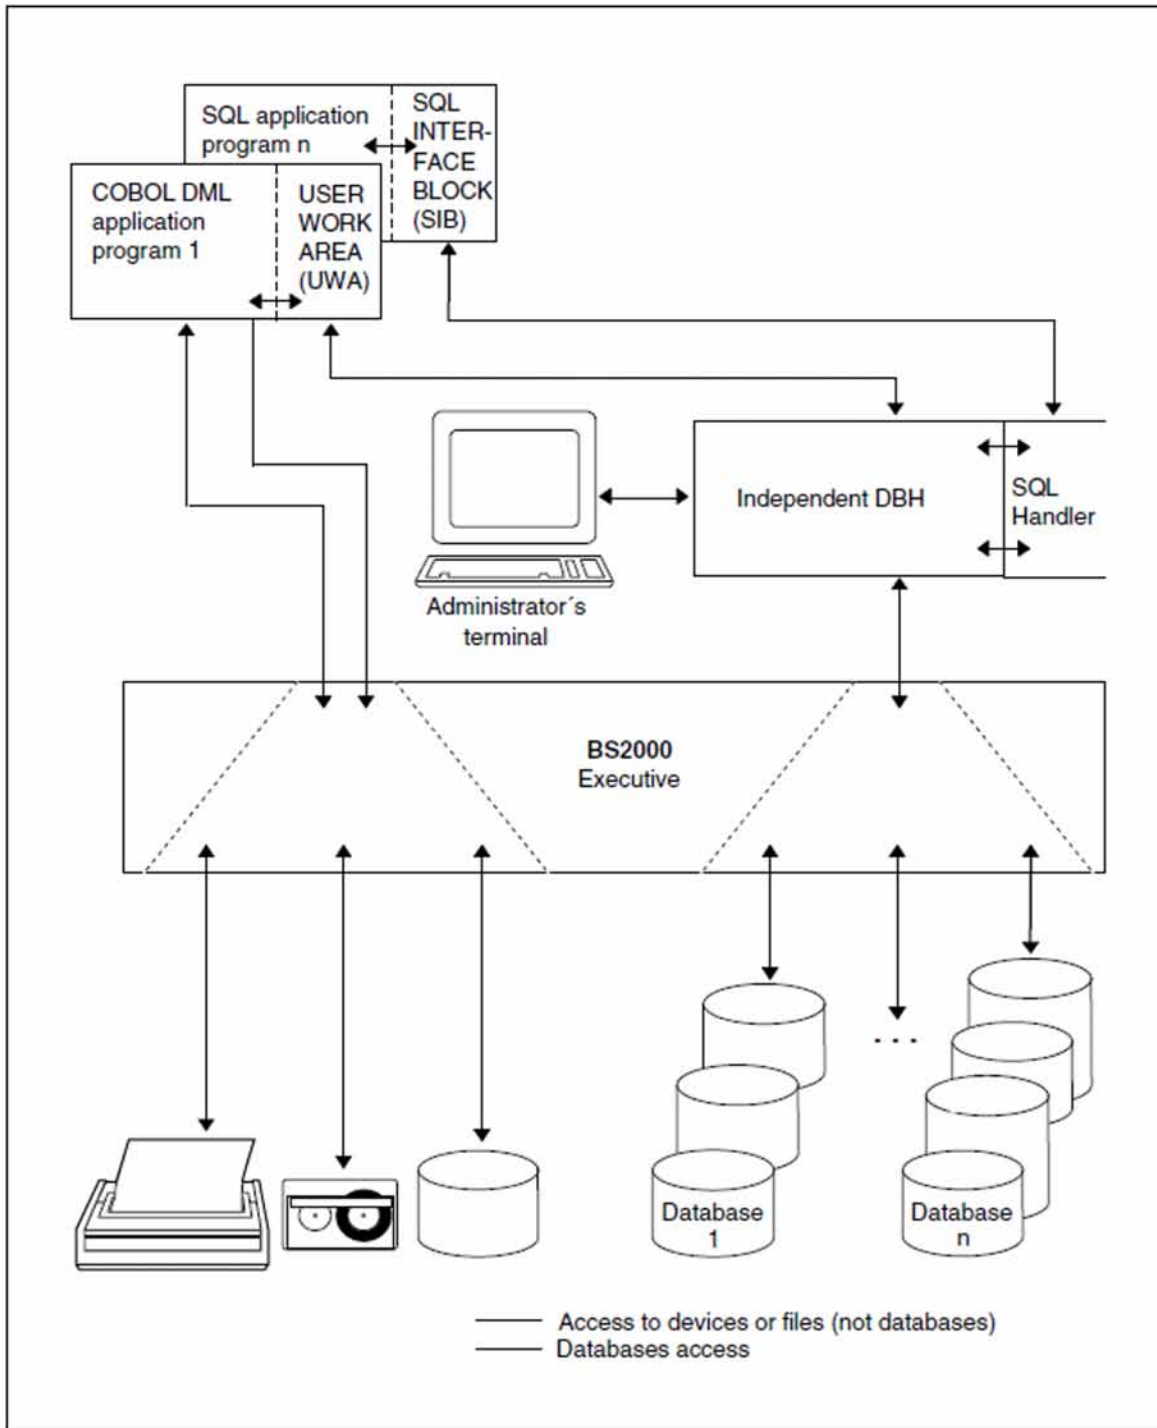 SQL application
program n
SQL
INTER-
FACE
BLOCK
(SIB)
COBOL DML
application
program 1
USER
WORK
AREA
(UWA)
Independent DBH
SQL
Handler
Administrator´s
terminal
BS2000
Executive
. . .
Database
1
Database
n
Access to devices or files (not databases)
Databases access